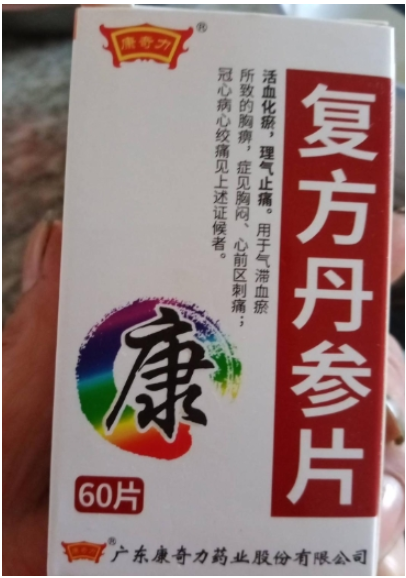 康奇力®
复方丹参片
活血化瘀，理气止痛。用于气滞血瘀
所致的胸痹，症见胸闷、心前区刺痛；
冠心病心绞痛见上述证候者。
康
60片
康奇力®
广东康奇力药业股份有限公司